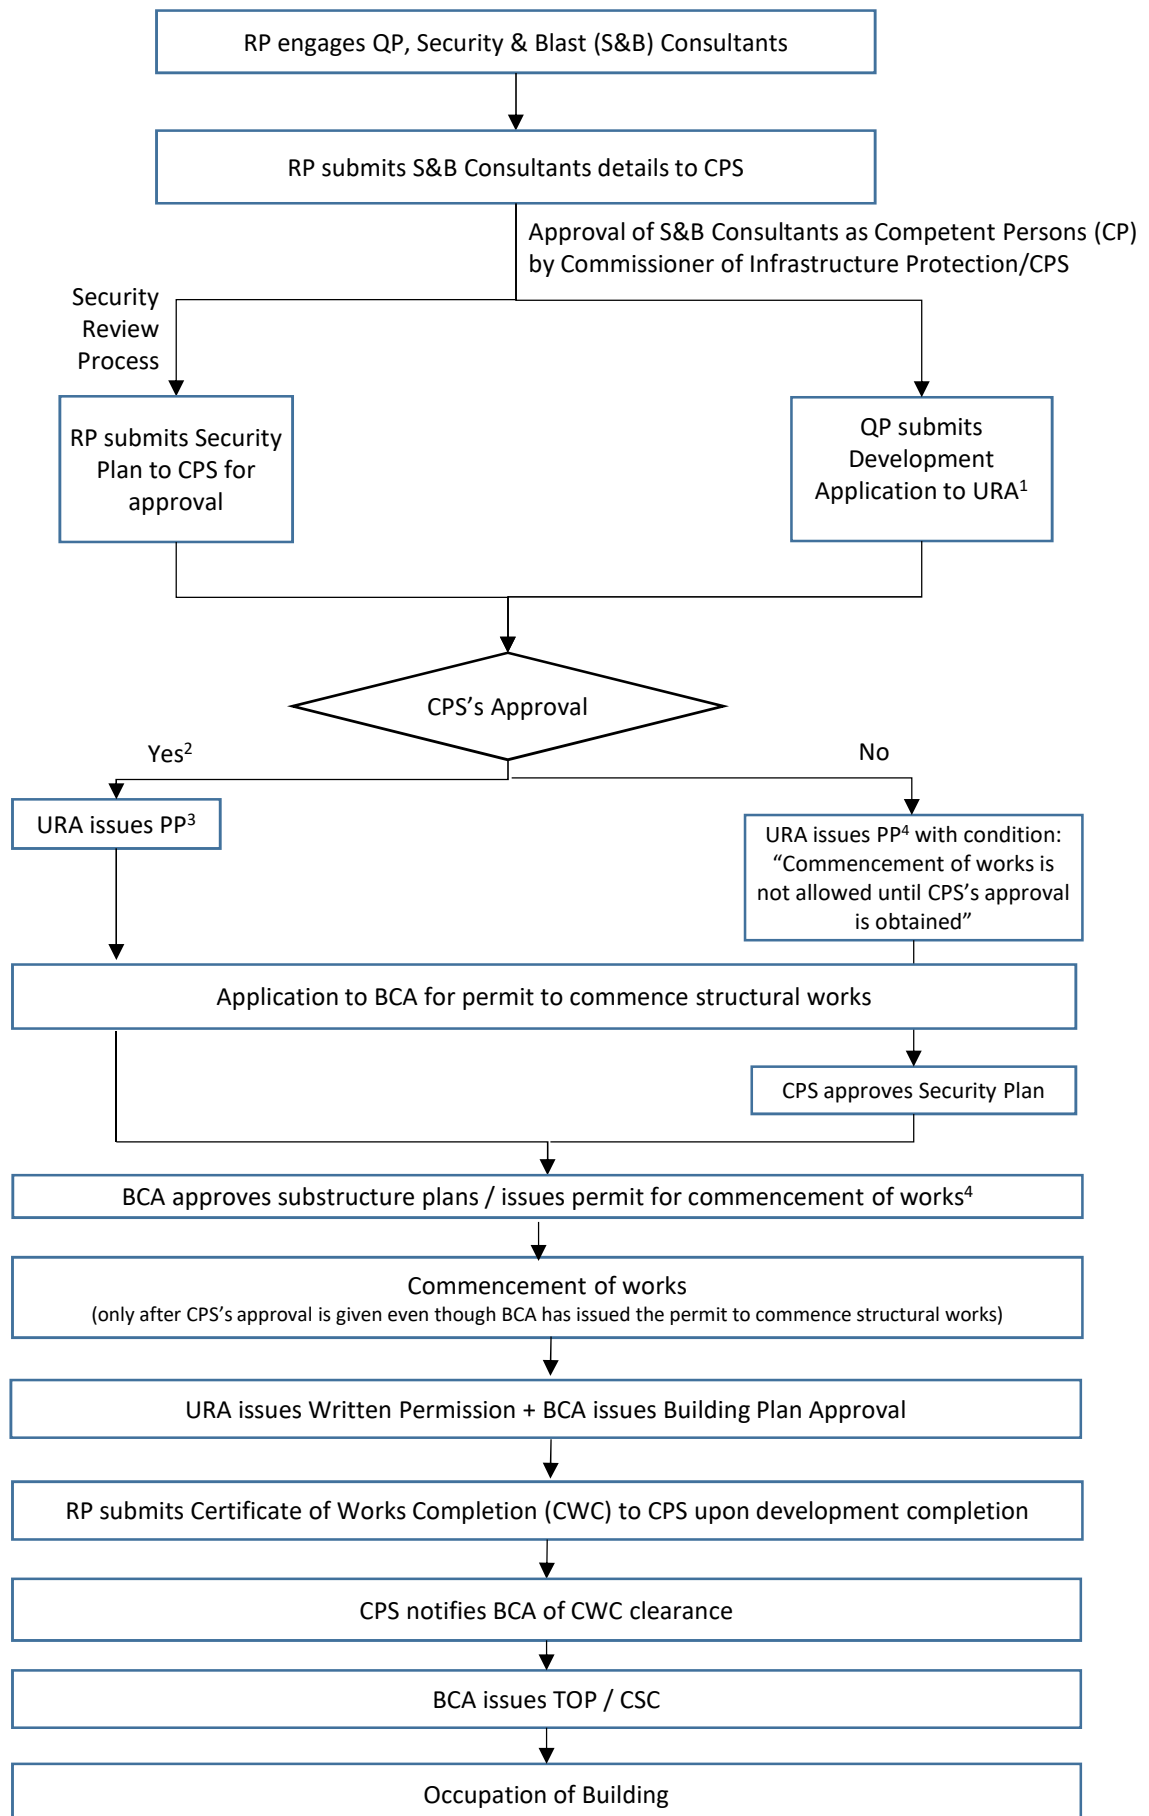 RP engages QP, Security & Blast (S&B) Consultants
RP submits S&B Consultants details to CPS
Approval of S&B Consultants as Competent Persons (CP)
by Commissioner of Infrastructure Protection/CPS
Security
Review
Process
RP submits Security
Plan to CPS for
approval
QP submits
Development
Application to URA¹
CPS’s Approval
Yes²
No
URA issues PP³
URA issues PP⁴ with condition:
“Commencement of works is
not allowed until CPS’s approval
is obtained”
Application to BCA for permit to commence structural works
CPS approves Security Plan
BCA approves substructure plans / issues permit for commencement of works⁴
Commencement of works
(only after CPS’s approval is given even though BCA has issued the permit to commence structural works)
URA issues Written Permission + BCA issues Building Plan Approval
RP submits Certificate of Works Completion (CWC) to CPS upon development completion
CPS notifies BCA of CWC clearance
BCA issues TOP / CSC
Occupation of Building